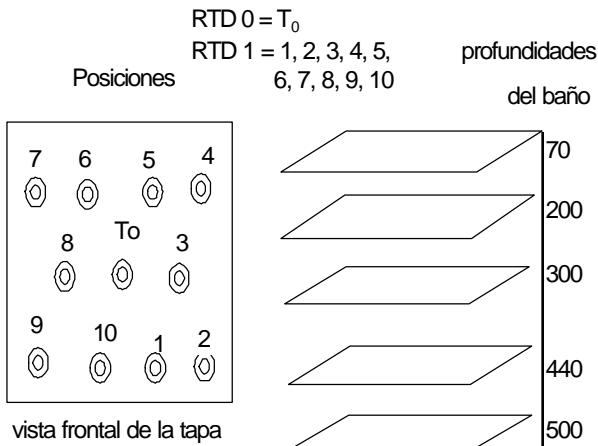 RTD 0 = T₀
RTD 1 = 1, 2, 3, 4, 5,
6, 7, 8, 9, 10
Posiciones
profundidades
del baño
7 6 5 4
8 To 3
9 10 1 2
vista frontal de la tapa
70
200
300
440
500